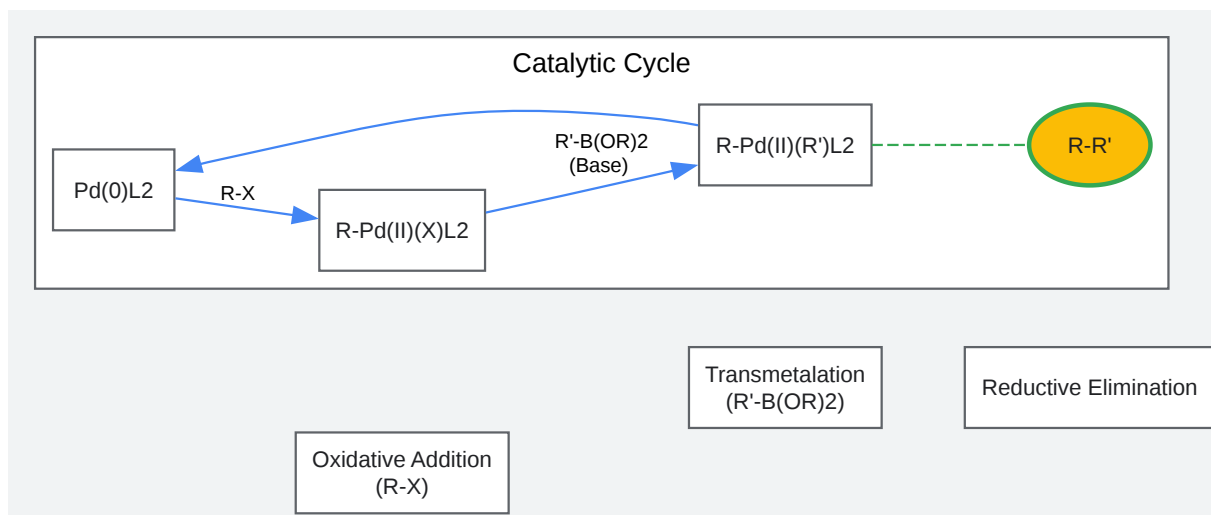 Catalytic Cycle
R'-B(OR)2
(Base)
R-Pd(II)(R')L2
R-R'
Pd(0)L2
R-X
R-Pd(II)(X)L2
Transmetalation
(R'-B(OR)2)
Reductive Elimination
Oxidative Addition
(R-X)